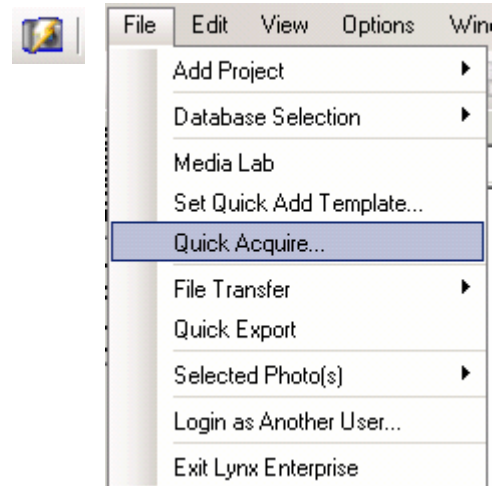 File Edit View Options Win
Add Project
Database Selection
Media Lab
Set Quick Add Template...
Quick Acquire...
File Transfer
Quick Export
Selected Photo(s)
Login as Another User...
Exit Lynx Enterprise